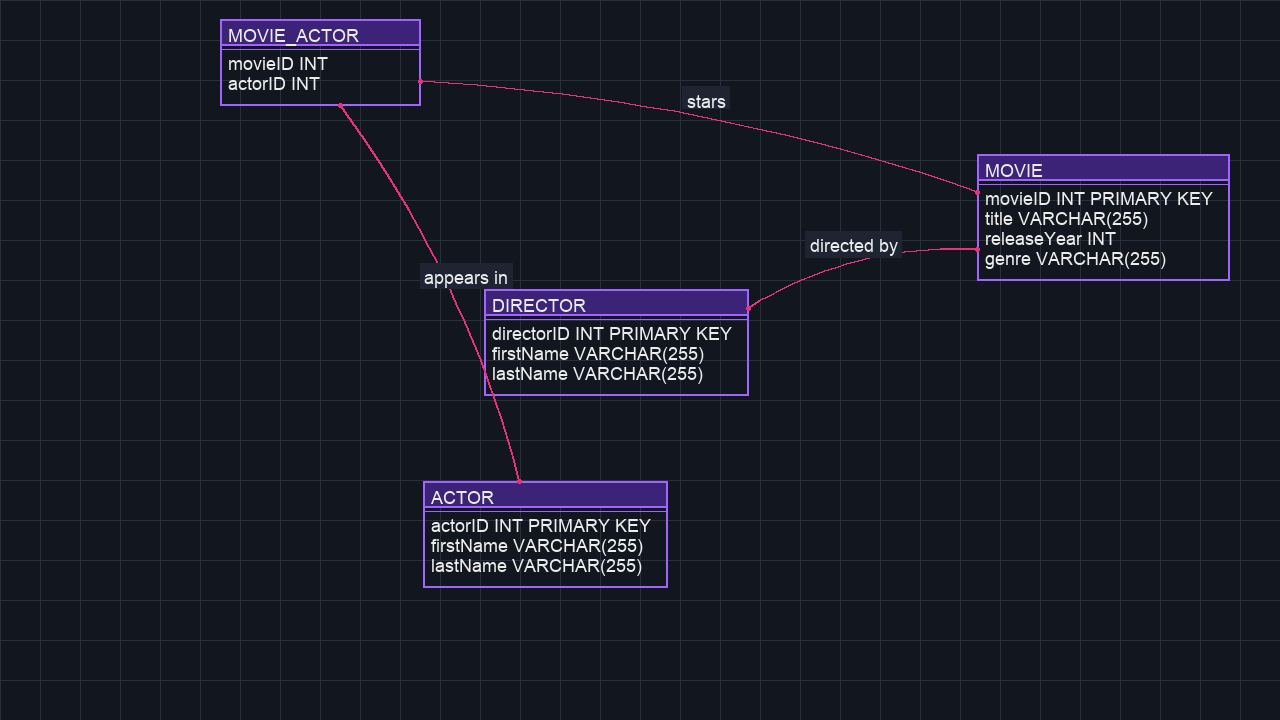 MOVIE_ACTOR
movieID INT
actorID INT
stars
MOVIE
movieID INT PRIMARY KEY
title VARCHAR(255)
releaseYear INT
genre VARCHAR(255)
directed by
appears in
DIRECTOR
directorID INT PRIMARY KEY
firstName VARCHAR(255)
lastName VARCHAR(255)
ACTOR
actorID INT PRIMARY KEY
firstName VARCHAR(255)
lastName VARCHAR(255)